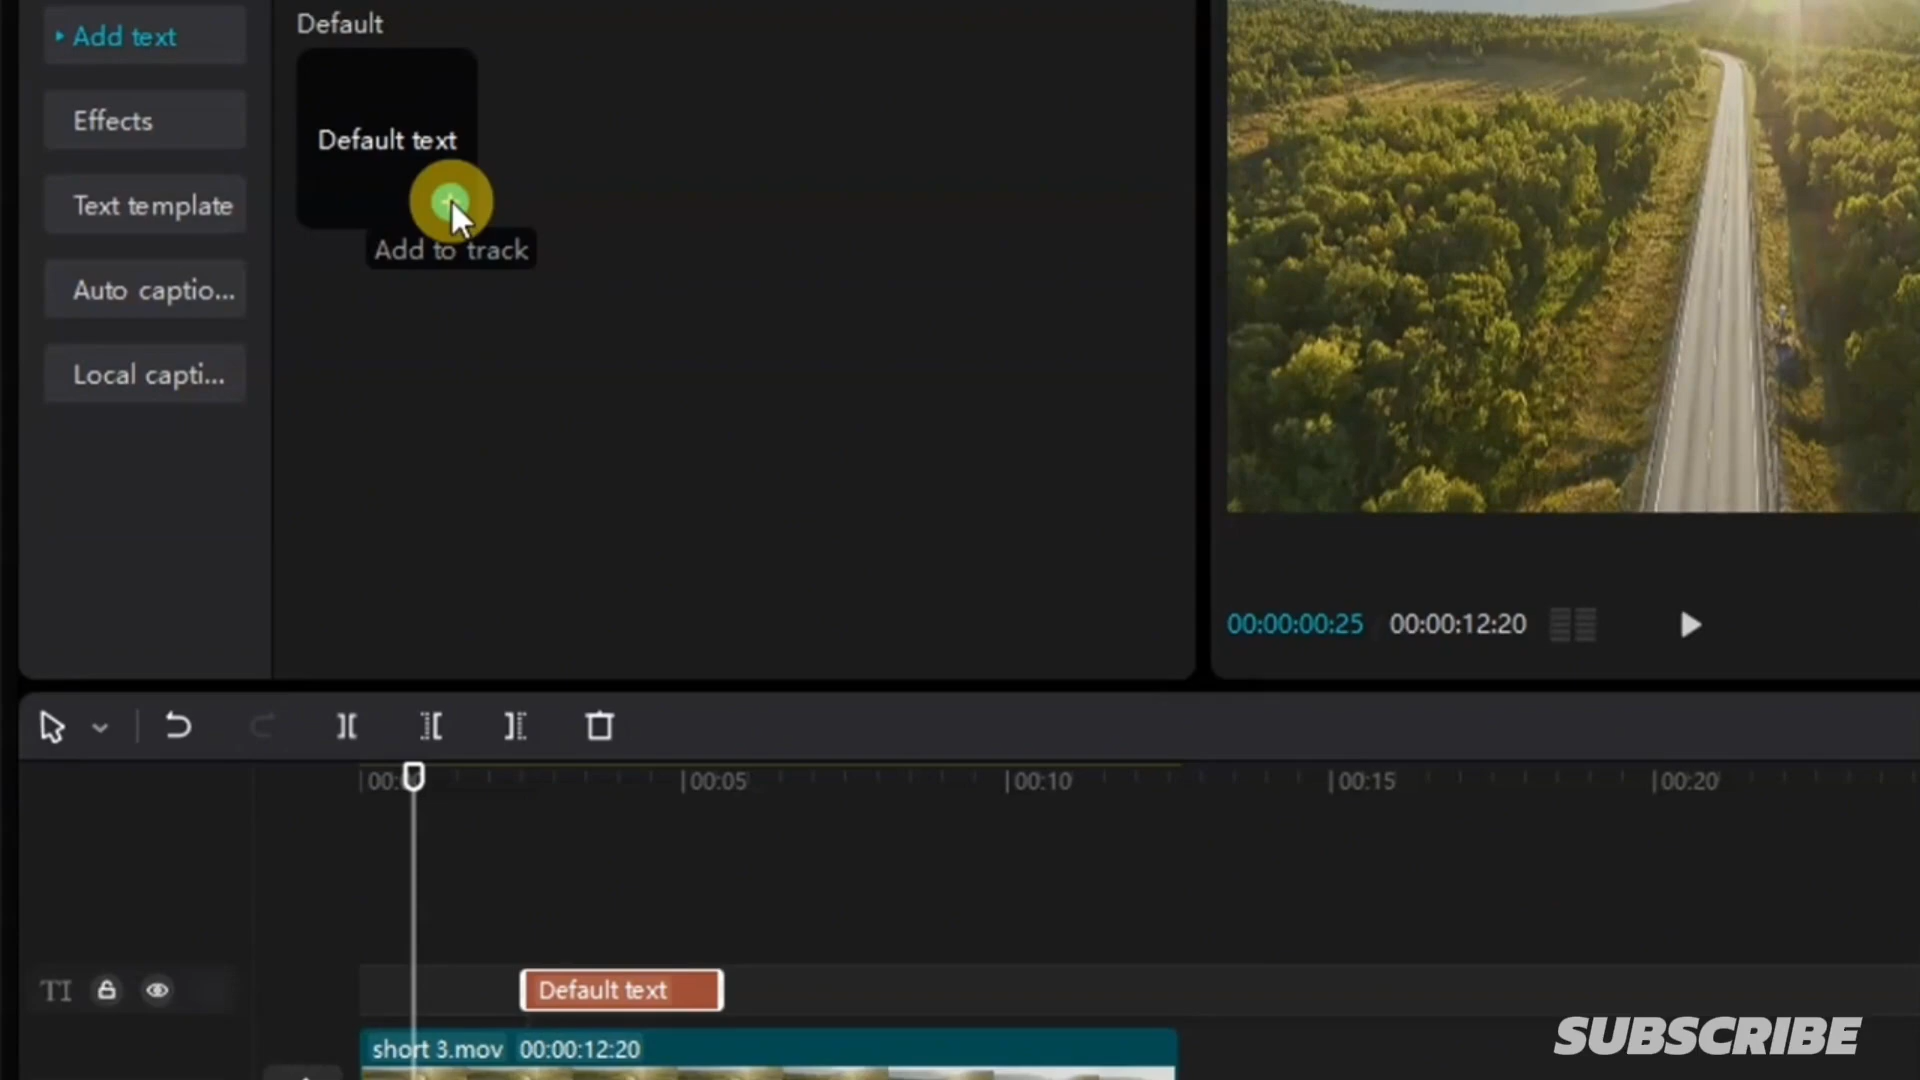 Add text
Effects
Text template
Auto captio...
Local capti...
Default
Default text
Add to track
00:00:00:25 00:00:12:20
00:05 00:10 00:15 00:20
TI
Default text
short 3.mov 00:00:12:20
SUBSCRIBE